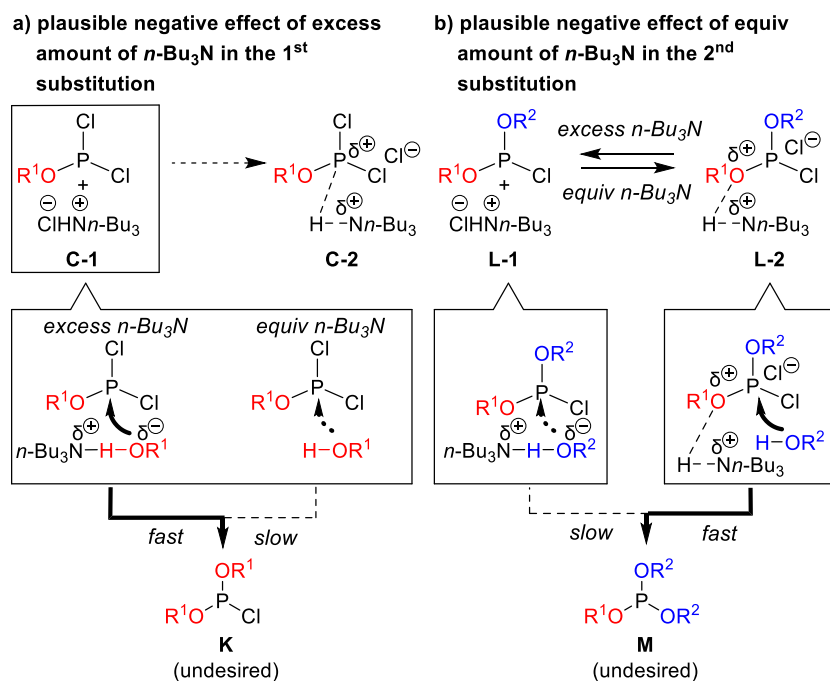 a) plausible negative effect of excess
amount of n-Bu₃N in the 1ˢᵗ
substitution
b) plausible negative effect of equiv
amount of n-Bu₃N in the 2ⁿᵈ
substitution
Cl
P
R¹O
Cl
+
⊖ ⊕
ClHNn-Bu₃
C-1
Cl
δ⊕
Cl⊖
P
R¹O
Cl
δ⊕
H--Nn-Bu₃
C-2
OR²
P
R¹O
Cl
+
⊖ ⊕
ClHNn-Bu₃
L-1
excess n-Bu₃N
equiv n-Bu₃N
OR²
δ⊕
Cl⊖
P
R¹O
Cl
δ⊕
H--Nn-Bu₃
L-2
excess n-Bu₃N
Cl
P
R¹O
Cl
δ⊕ δ⊖
n-Bu₃N–H–OR¹
equiv n-Bu₃N
Cl
P
R¹O
Cl
H–OR¹
OR²
P
R¹O
Cl
δ⊕ δ⊖
n-Bu₃N–H–OR²
OR²
δ⊕
Cl⊖
P
R¹O
Cl
H–OR²
δ⊕
H--Nn-Bu₃
fast
slow
slow
fast
OR¹
P
R¹O
Cl
K
(undesired)
OR²
P
R¹O
OR²
M
(undesired)